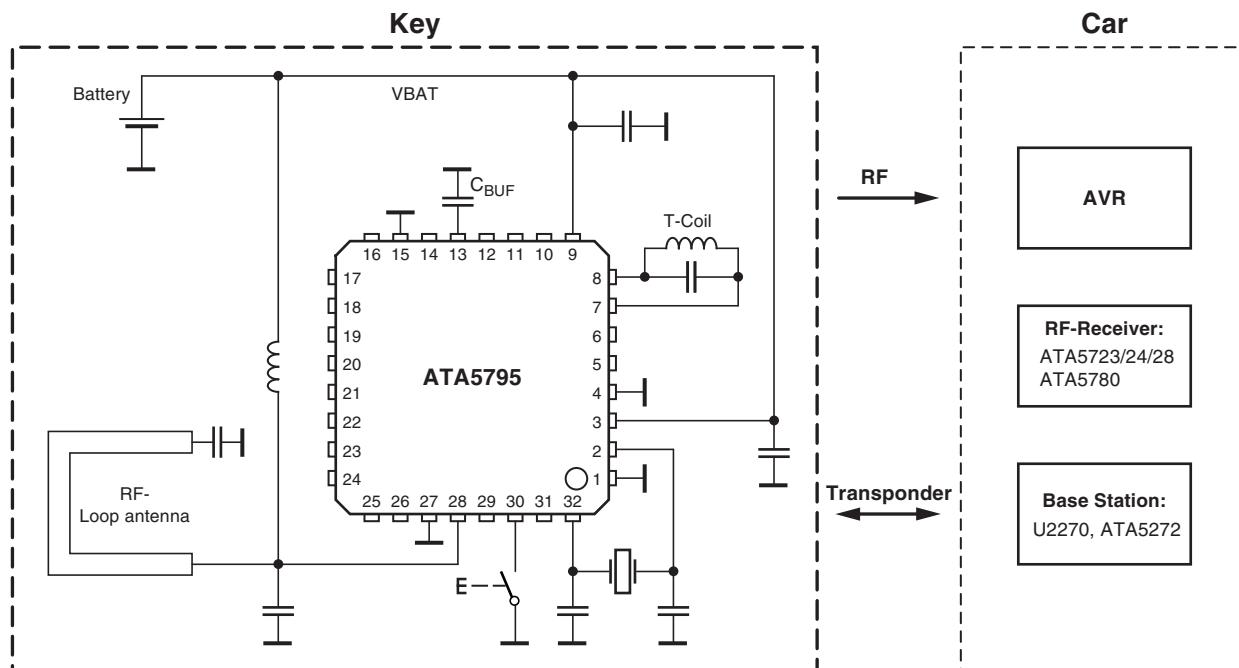 Key
Car
Battery
VBAT
C_BUF
T-Coil
RF
AVR
16 15 14 13 12 11 10 9
17
18
19
20
21
22
23
24
8
7
6
5
4
3
2
1
ATA5795
25 26 27 28 29 30 31 32
RF-
Loop antenna
E
RF-Receiver:
ATA5723/24/28
ATA5780
Transponder
Base Station:
U2270, ATA5272